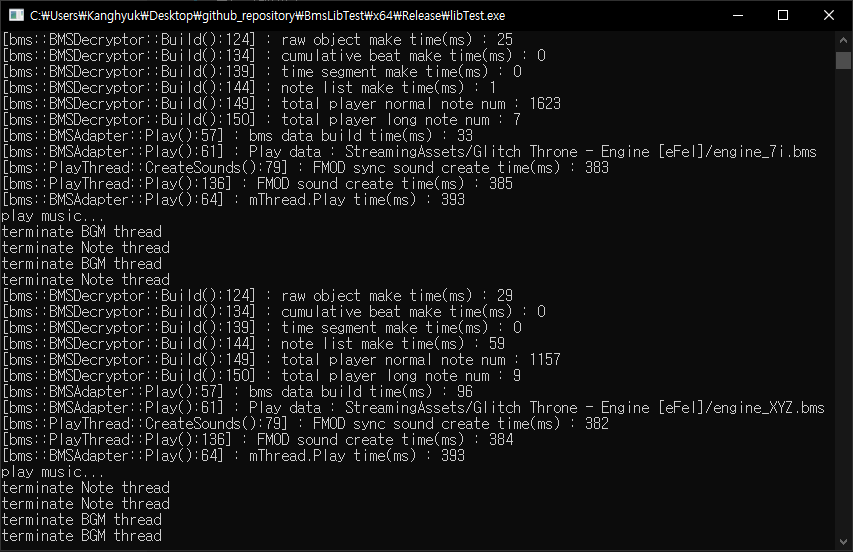 C:₩Users₩Kanghyuk₩Desktop₩github_repository₩BmsLibTest₩x64₩Release₩libTest.exe
[bms::BMSDecryptor::Build():124] : raw object make time(ms) : 25
[bms::BMSDecryptor::Build():134] : cumulative beat make time(ms) : 0
[bms::BMSDecryptor::Build():139] : time segment make time(ms) : 0
[bms::BMSDecryptor::Build():144] : note list make time(ms) : 1
[bms::BMSDecryptor::Build():149] : total player normal note num : 1623
[bms::BMSDecryptor::Build():150] : total player long note num : 7
[bms::BMSAdapter::Play():57] : bms data build time(ms) : 33
[bms::BMSAdapter::Play():61] : Play data : StreamingAssets/Glitch Throne - Engine [eFeL]/engine_7i.bms
[bms::PlayThread::CreateSounds():79] : FMOD sync sound create time(ms) : 383
[bms::PlayThread::Play():136] : FMOD sound create time(ms) : 385
[bms::BMSAdapter::Play():64] : mThread.Play time(ms) : 393
play music...
terminate BGM thread
terminate Note thread
terminate BGM thread
terminate Note thread
[bms::BMSDecryptor::Build():124] : raw object make time(ms) : 29
[bms::BMSDecryptor::Build():134] : cumulative beat make time(ms) : 0
[bms::BMSDecryptor::Build():139] : time segment make time(ms) : 0
[bms::BMSDecryptor::Build():144] : note list make time(ms) : 59
[bms::BMSDecryptor::Build():149] : total player normal note num : 1157
[bms::BMSDecryptor::Build():150] : total player long note num : 9
[bms::BMSAdapter::Play():57] : bms data build time(ms) : 96
[bms::BMSAdapter::Play():61] : Play data : StreamingAssets/Glitch Throne - Engine [eFeL]/engine_XYZ.bms
[bms::PlayThread::CreateSounds():79] : FMOD sync sound create time(ms) : 382
[bms::PlayThread::Play():136] : FMOD sound create time(ms) : 384
[bms::BMSAdapter::Play():64] : mThread.Play time(ms) : 393
play music...
terminate Note thread
terminate Note thread
terminate BGM thread
terminate BGM thread